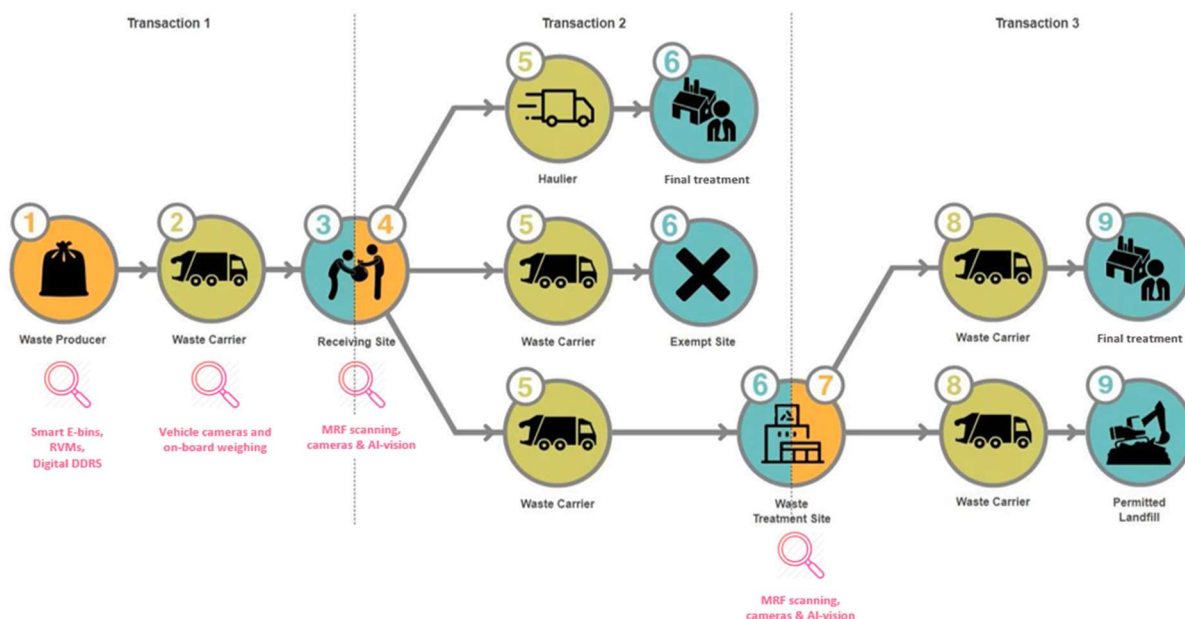 Transaction 1
Transaction 2
Transaction 3
5
Haulier
6
Final treatment
1
Waste Producer
2
Waste Carrier
3
4
Receiving Site
5
Waste Carrier
6
Exempt Site
8
Waste Carrier
9
Final treatment
Smart E-bins,
RVMs,
Digital DDRS
Vehicle cameras and
on-board weighing
MRF scanning,
cameras & AI-vision
5
Waste Carrier
6
7
Waste
Treatment Site
8
Waste Carrier
9
Permitted
Landfill
MRF scanning,
cameras & AI-vision